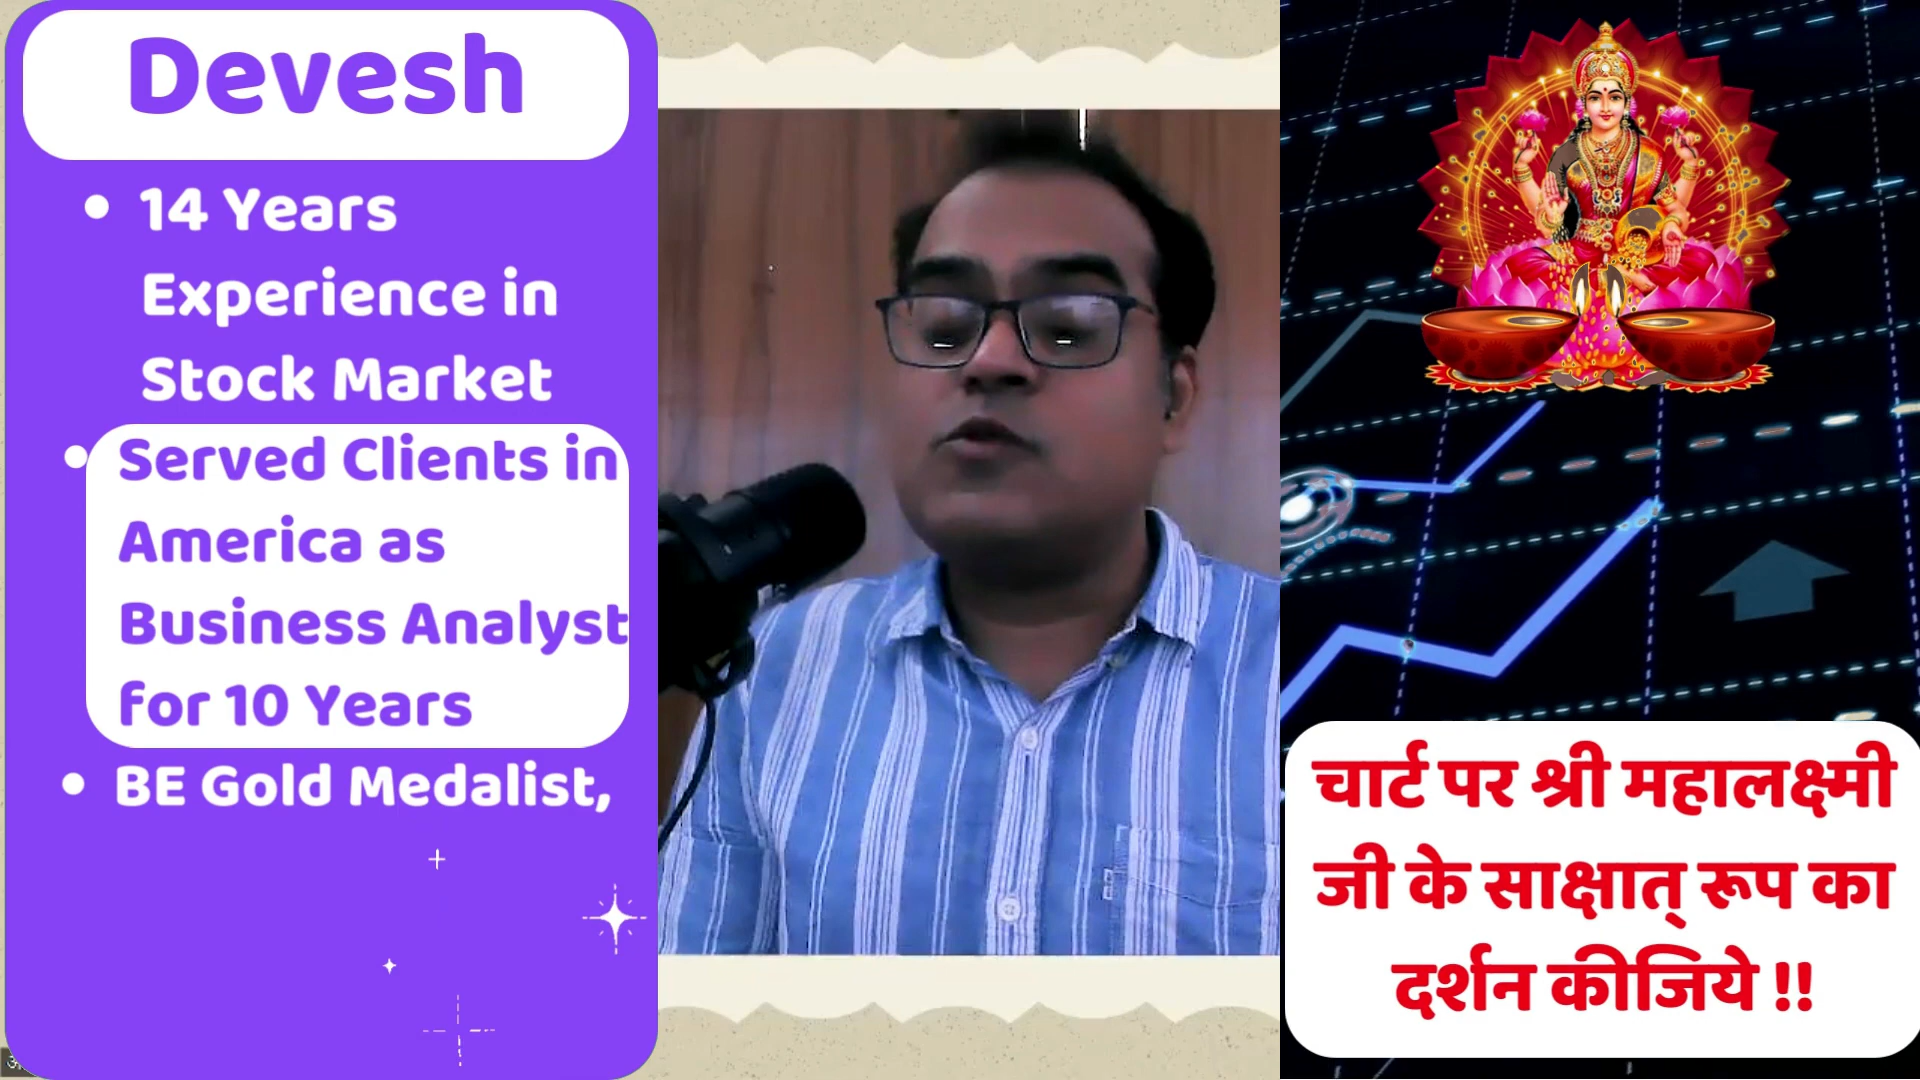 Devesh
14 Years
Experience in
Stock Market
Served Clients in
America as
Business Analyst
for 10 Years
BE Gold Medalist,
चार्ट पर श्री महालक्ष्मी
जी के साक्षात् रूप का
दर्शन कीजिये !!